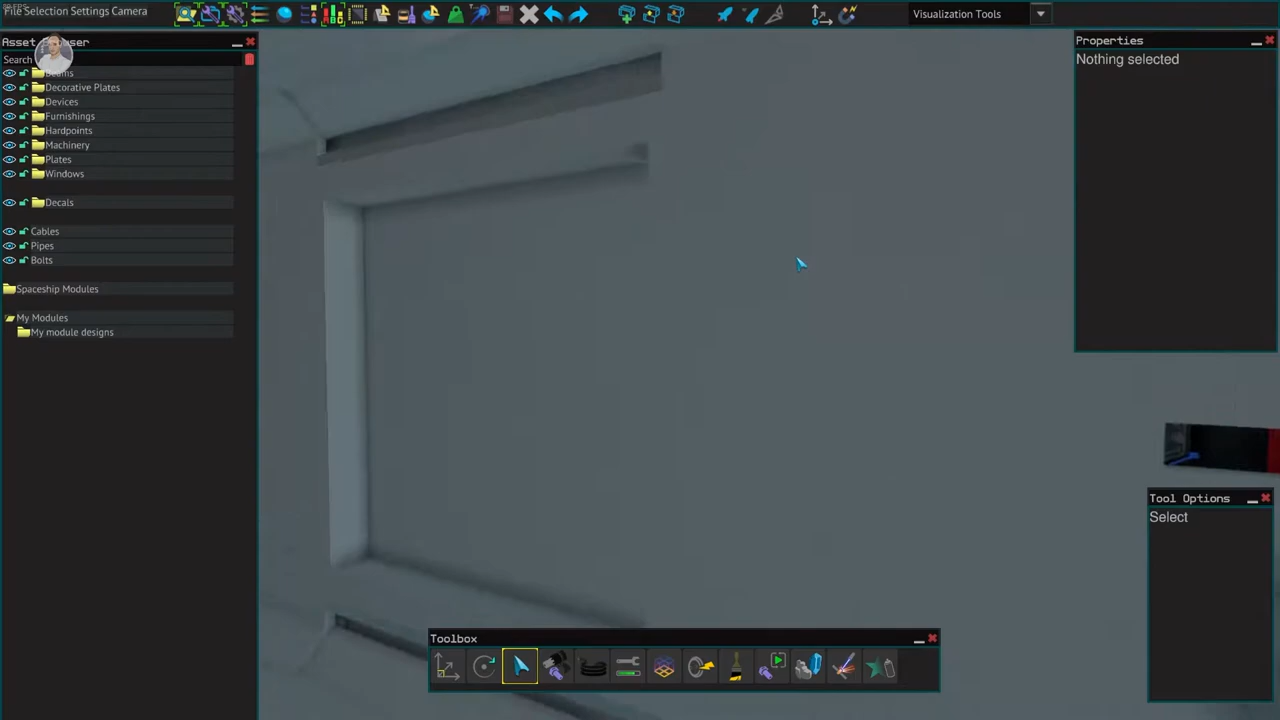 File Selection Settings Camera
Visualization Tools
Search
Beams
Decorative Plates
Devices
Furnishings
Hardpoints
Machinery
Plates
Windows
Decals
Cables
Pipes
Bolts
Spaceship Modules
My Modules
My module designs
Properties
Nothing selected
Tool Options
Select
Toolbox